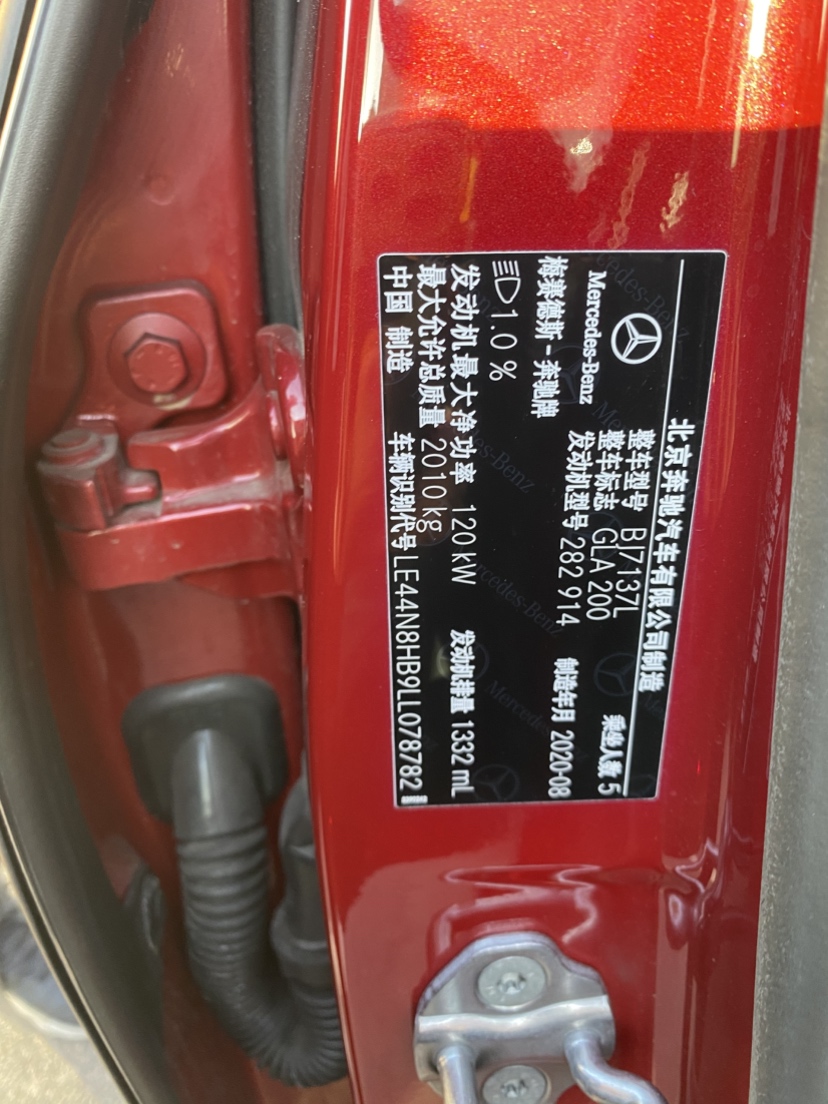 北京奔驰汽车有限公司制造
Mercedes-Benz
整车型号 BJ7137L
整车标志 GLA 200
乘坐人数 5
梅赛德斯-奔驰牌
发动机型号 282 914
制造年月 2020-08
1.0 %
发动机最大净功率 120 kW
发动机排量 1332 mL
最大允许总质量 2010 kg
中国 制造
车辆识别代号 LE44N8HB9LL078782